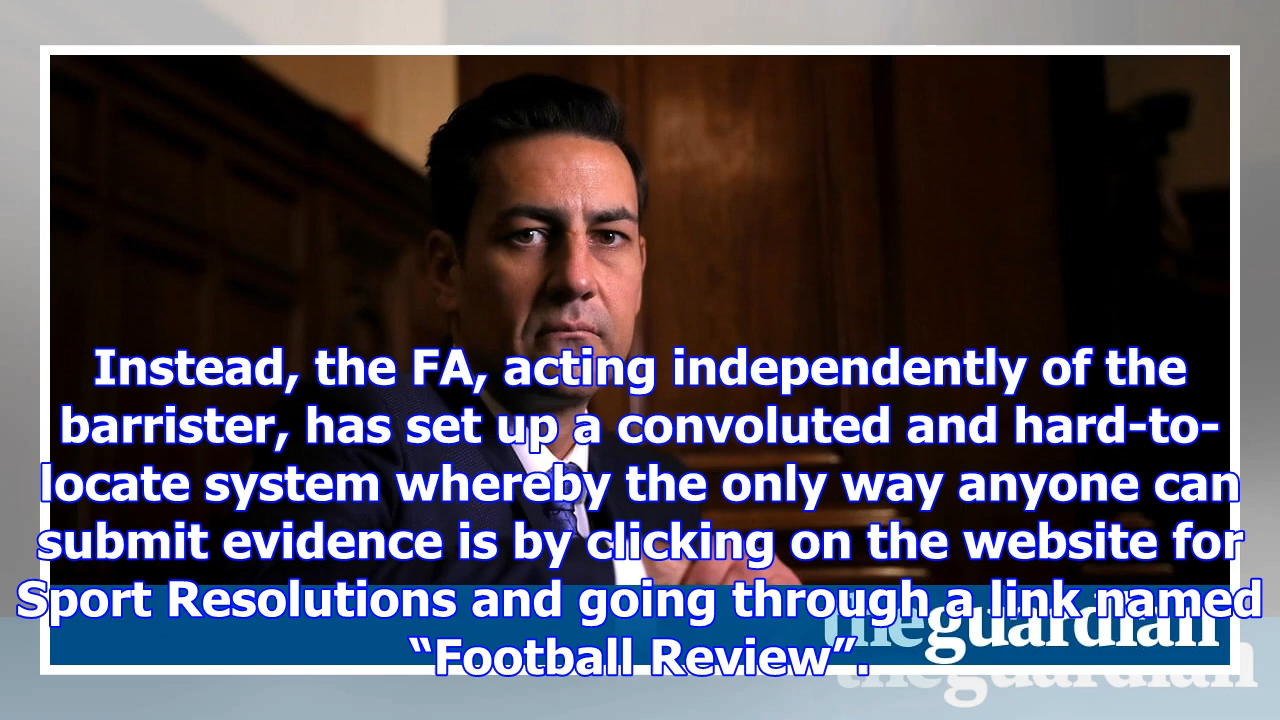 Instead, the FA, acting independently of the
barrister, has set up a convoluted and hard-to-
locate system whereby the only way anyone can
submit evidence is by clicking on the website for
Sport Resolutions and going through a link named
“Football Review”.
theguardian
theguardian